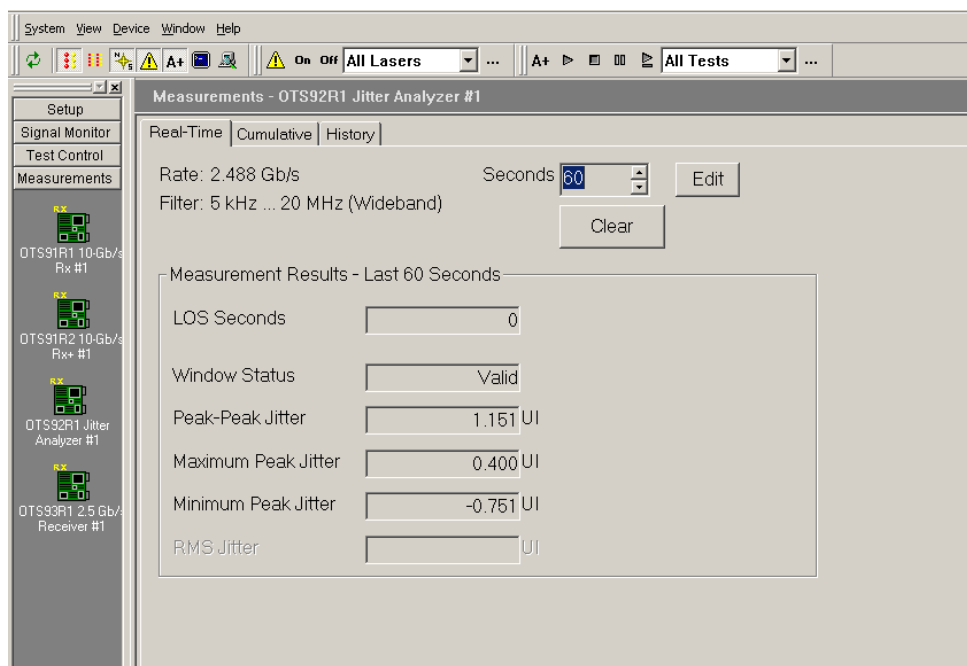 System View Device Window Help
A+ On Off All Lasers ... A+ All Tests ...
Setup
Signal Monitor
Test Control
Measurements
RX
OTS91R1 10-Gb/s
Rx #1
RX
OTS91R2 10-Gb/s
Rx+ #1
RX
OTS92R1 Jitter
Analyzer #1
RX
OTS93R1 2.5 Gb/s
Receiver #1
Measurements - OTS92R1 Jitter Analyzer #1
Real-Time Cumulative History
Rate: 2.488 Gb/s Seconds 60 Edit
Filter: 5 kHz ... 20 MHz (Wideband)
Clear
Measurement Results - Last 60 Seconds
LOS Seconds 0
Window Status Valid
Peak-Peak Jitter 1.151 UI
Maximum Peak Jitter 0.400 UI
Minimum Peak Jitter -0.751 UI
RMS Jitter UI